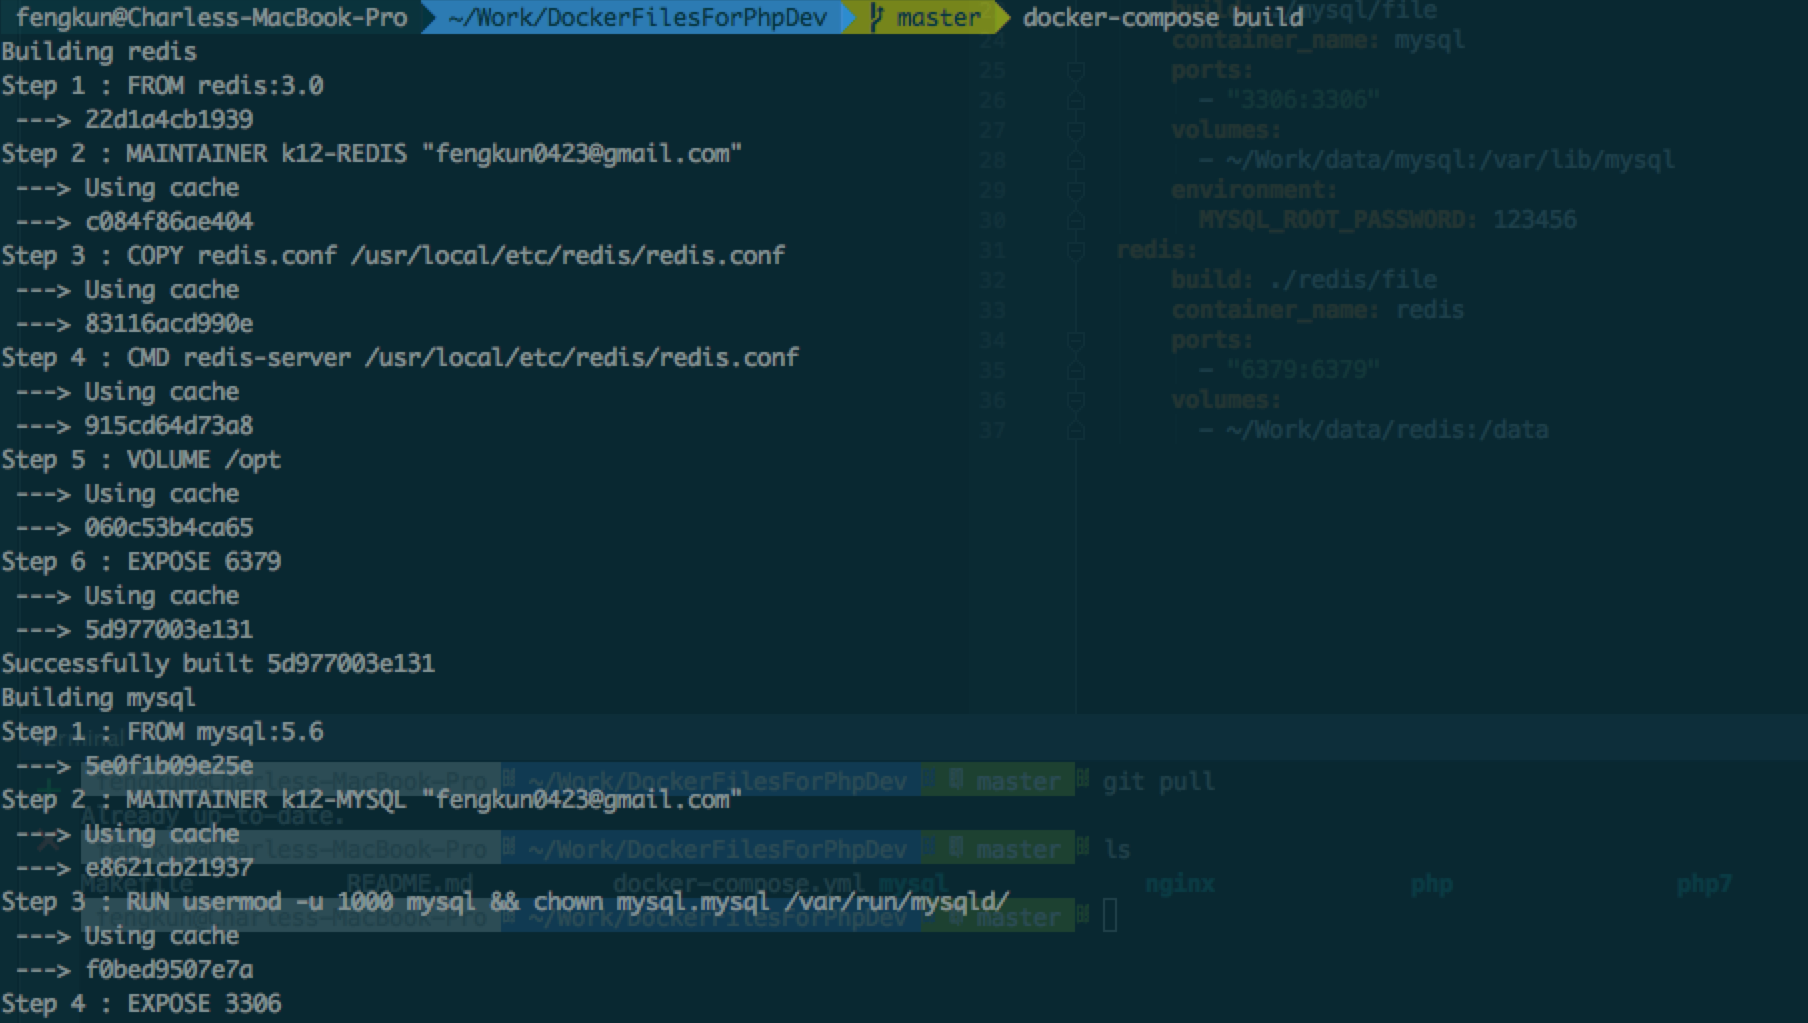 fengkun@Charless-MacBook-Pro ~/Work/DockerFilesForPhpDev master docker-compose build
Building redis
Step 1 : FROM redis:3.0
---> 22d1a4cb1939
Step 2 : MAINTAINER k12-REDIS "fengkun0423@gmail.com"
---> Using cache
---> c084f86ae404
Step 3 : COPY redis.conf /usr/local/etc/redis/redis.conf
---> Using cache
---> 83116acd990e
Step 4 : CMD redis-server /usr/local/etc/redis/redis.conf
---> Using cache
---> 915cd64d73a8
Step 5 : VOLUME /opt
---> Using cache
---> 060c53b4ca65
Step 6 : EXPOSE 6379
---> Using cache
---> 5d977003e131
Successfully built 5d977003e131
Building mysql
Step 1 : FROM mysql:5.6
---> 5e0f1b09e25e
Step 2 : MAINTAINER k12-MYSQL "fengkun0423@gmail.com"
---> Using cache
---> e8621cb21937
Step 3 : RUN usermod -u 1000 mysql && chown mysql.mysql /var/run/mysqld/
---> Using cache
---> f0bed9507e7a
Step 4 : EXPOSE 3306
build: ./mysql/file
24 container_name: mysql
25 ports:
26 - "3306:3306"
27 volumes:
28 - ~/Work/data/mysql:/var/lib/mysql
29 environment:
30 MYSQL_ROOT_PASSWORD: 123456
31 redis:
32 build: ./redis/file
33 container_name: redis
34 ports:
35 - "6379:6379"
36 volumes:
37 - ~/Work/data/redis:/data
Terminal
fengkun@Charless-MacBook-Pro ~/Work/DockerFilesForPhpDev master git pull
Already up-to-date.
fengkun@Charless-MacBook-Pro ~/Work/DockerFilesForPhpDev master ls
Makefile README.md docker-compose.yml mysql nginx php php7
fengkun@Charless-MacBook-Pro ~/Work/DockerFilesForPhpDev master